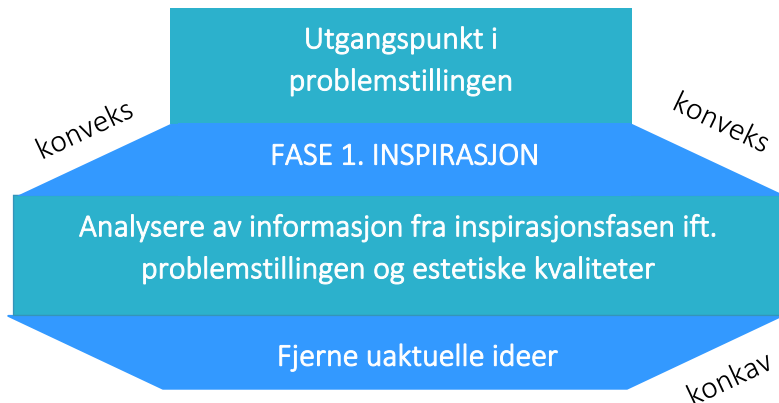 Utgangspunkt i
problemstillingen
konveks
konveks
FASE 1. INSPIRASJON
Analysere av informasjon fra inspirasjonsfasen ift.
problemstillingen og estetiske kvaliteter
Fjerne uaktuelle ideer
konkav